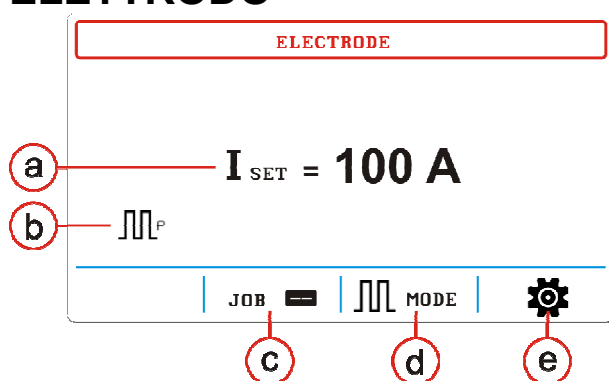 ELETTRODO
ELECTRODE
a
I SET = 100 A
b
P
JOB -- MODE
c d e